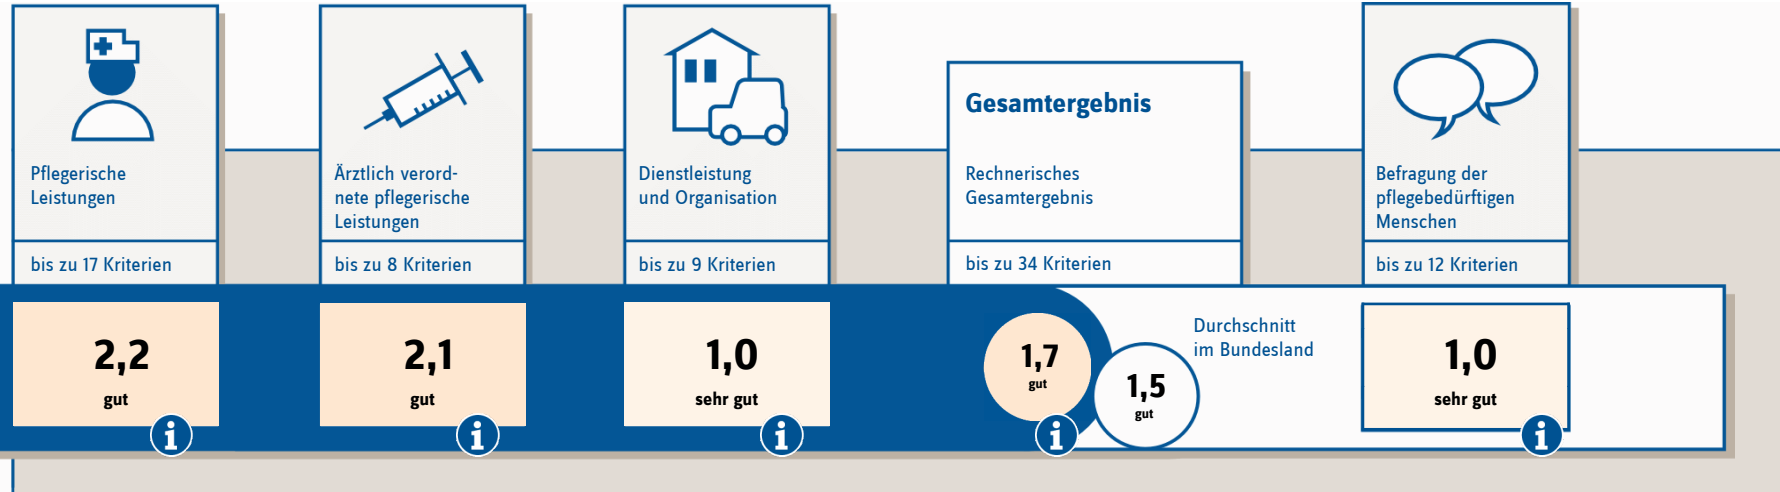 Pflegerische
Leistungen
bis zu 17 Kriterien
2,2
gut
i
Ärztlich verord-
nete pflegerische
Leistungen
bis zu 8 Kriterien
2,1
gut
i
Dienstleistung
und Organisation
bis zu 9 Kriterien
1,0
sehr gut
i
Gesamtergebnis
Rechnerisches
Gesamtergebnis
bis zu 34 Kriterien
1,7
gut
i
Durchschnitt
im Bundesland
1,5
gut
Befragung der
pflegebedürftigen
Menschen
bis zu 12 Kriterien
1,0
sehr gut
i